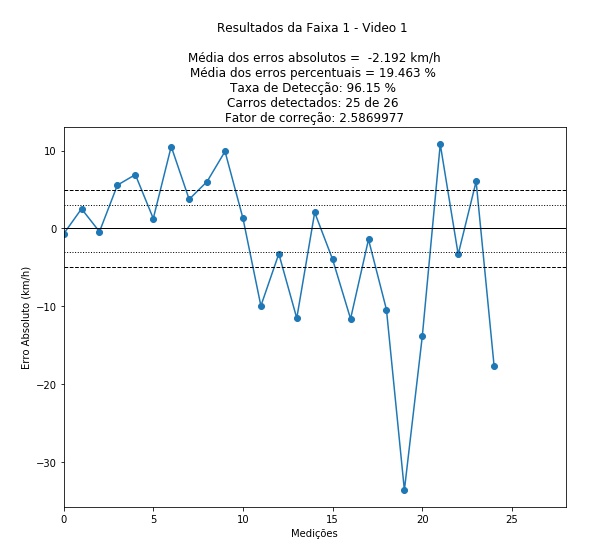 Resultados da Faixa 1 - Video 1
Média dos erros absolutos =  -2.192 km/h
Média dos erros percentuais = 19.463 %
Taxa de Detecção: 96.15 %
Carros detectados: 25 de 26
Fator de correção: 2.5869977
Erro Absoluto (km/h)
10
0
−10
−20
−30
0 5 10 15 20 25
Medições